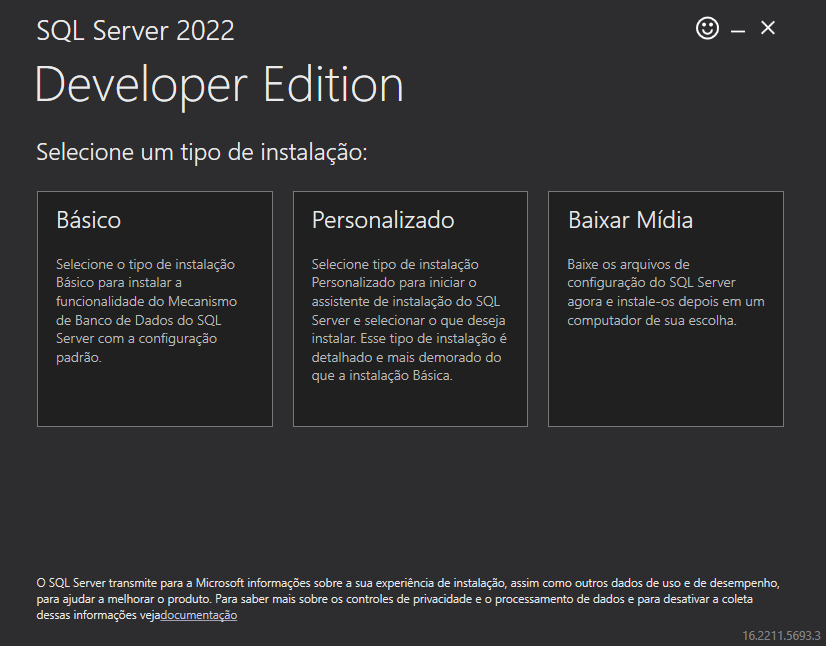 SQL Server 2022
Developer Edition
Selecione um tipo de instalação:
Básico
Selecione o tipo de instalação
Básico para instalar a
funcionalidade do Mecanismo
de Banco de Dados do SQL
Server com a configuração
padrão.
Personalizado
Selecione tipo de instalação
Personalizado para iniciar o
assistente de instalação do SQL
Server e selecionar o que deseja
instalar. Esse tipo de instalação é
detalhado e mais demorado do
que a instalação Básica.
Baixar Mídia
Baixe os arquivos de
configuração do SQL Server
agora e instale-os depois em um
computador de sua escolha.
O SQL Server transmite para a Microsoft informações sobre a sua experiência de instalação, assim como outros dados de uso e de desempenho,
para ajudar a melhorar o produto. Para saber mais sobre os controles de privacidade e o processamento de dados e para desativar a coleta
dessas informações vejadocumentação
16.2211.5693.3